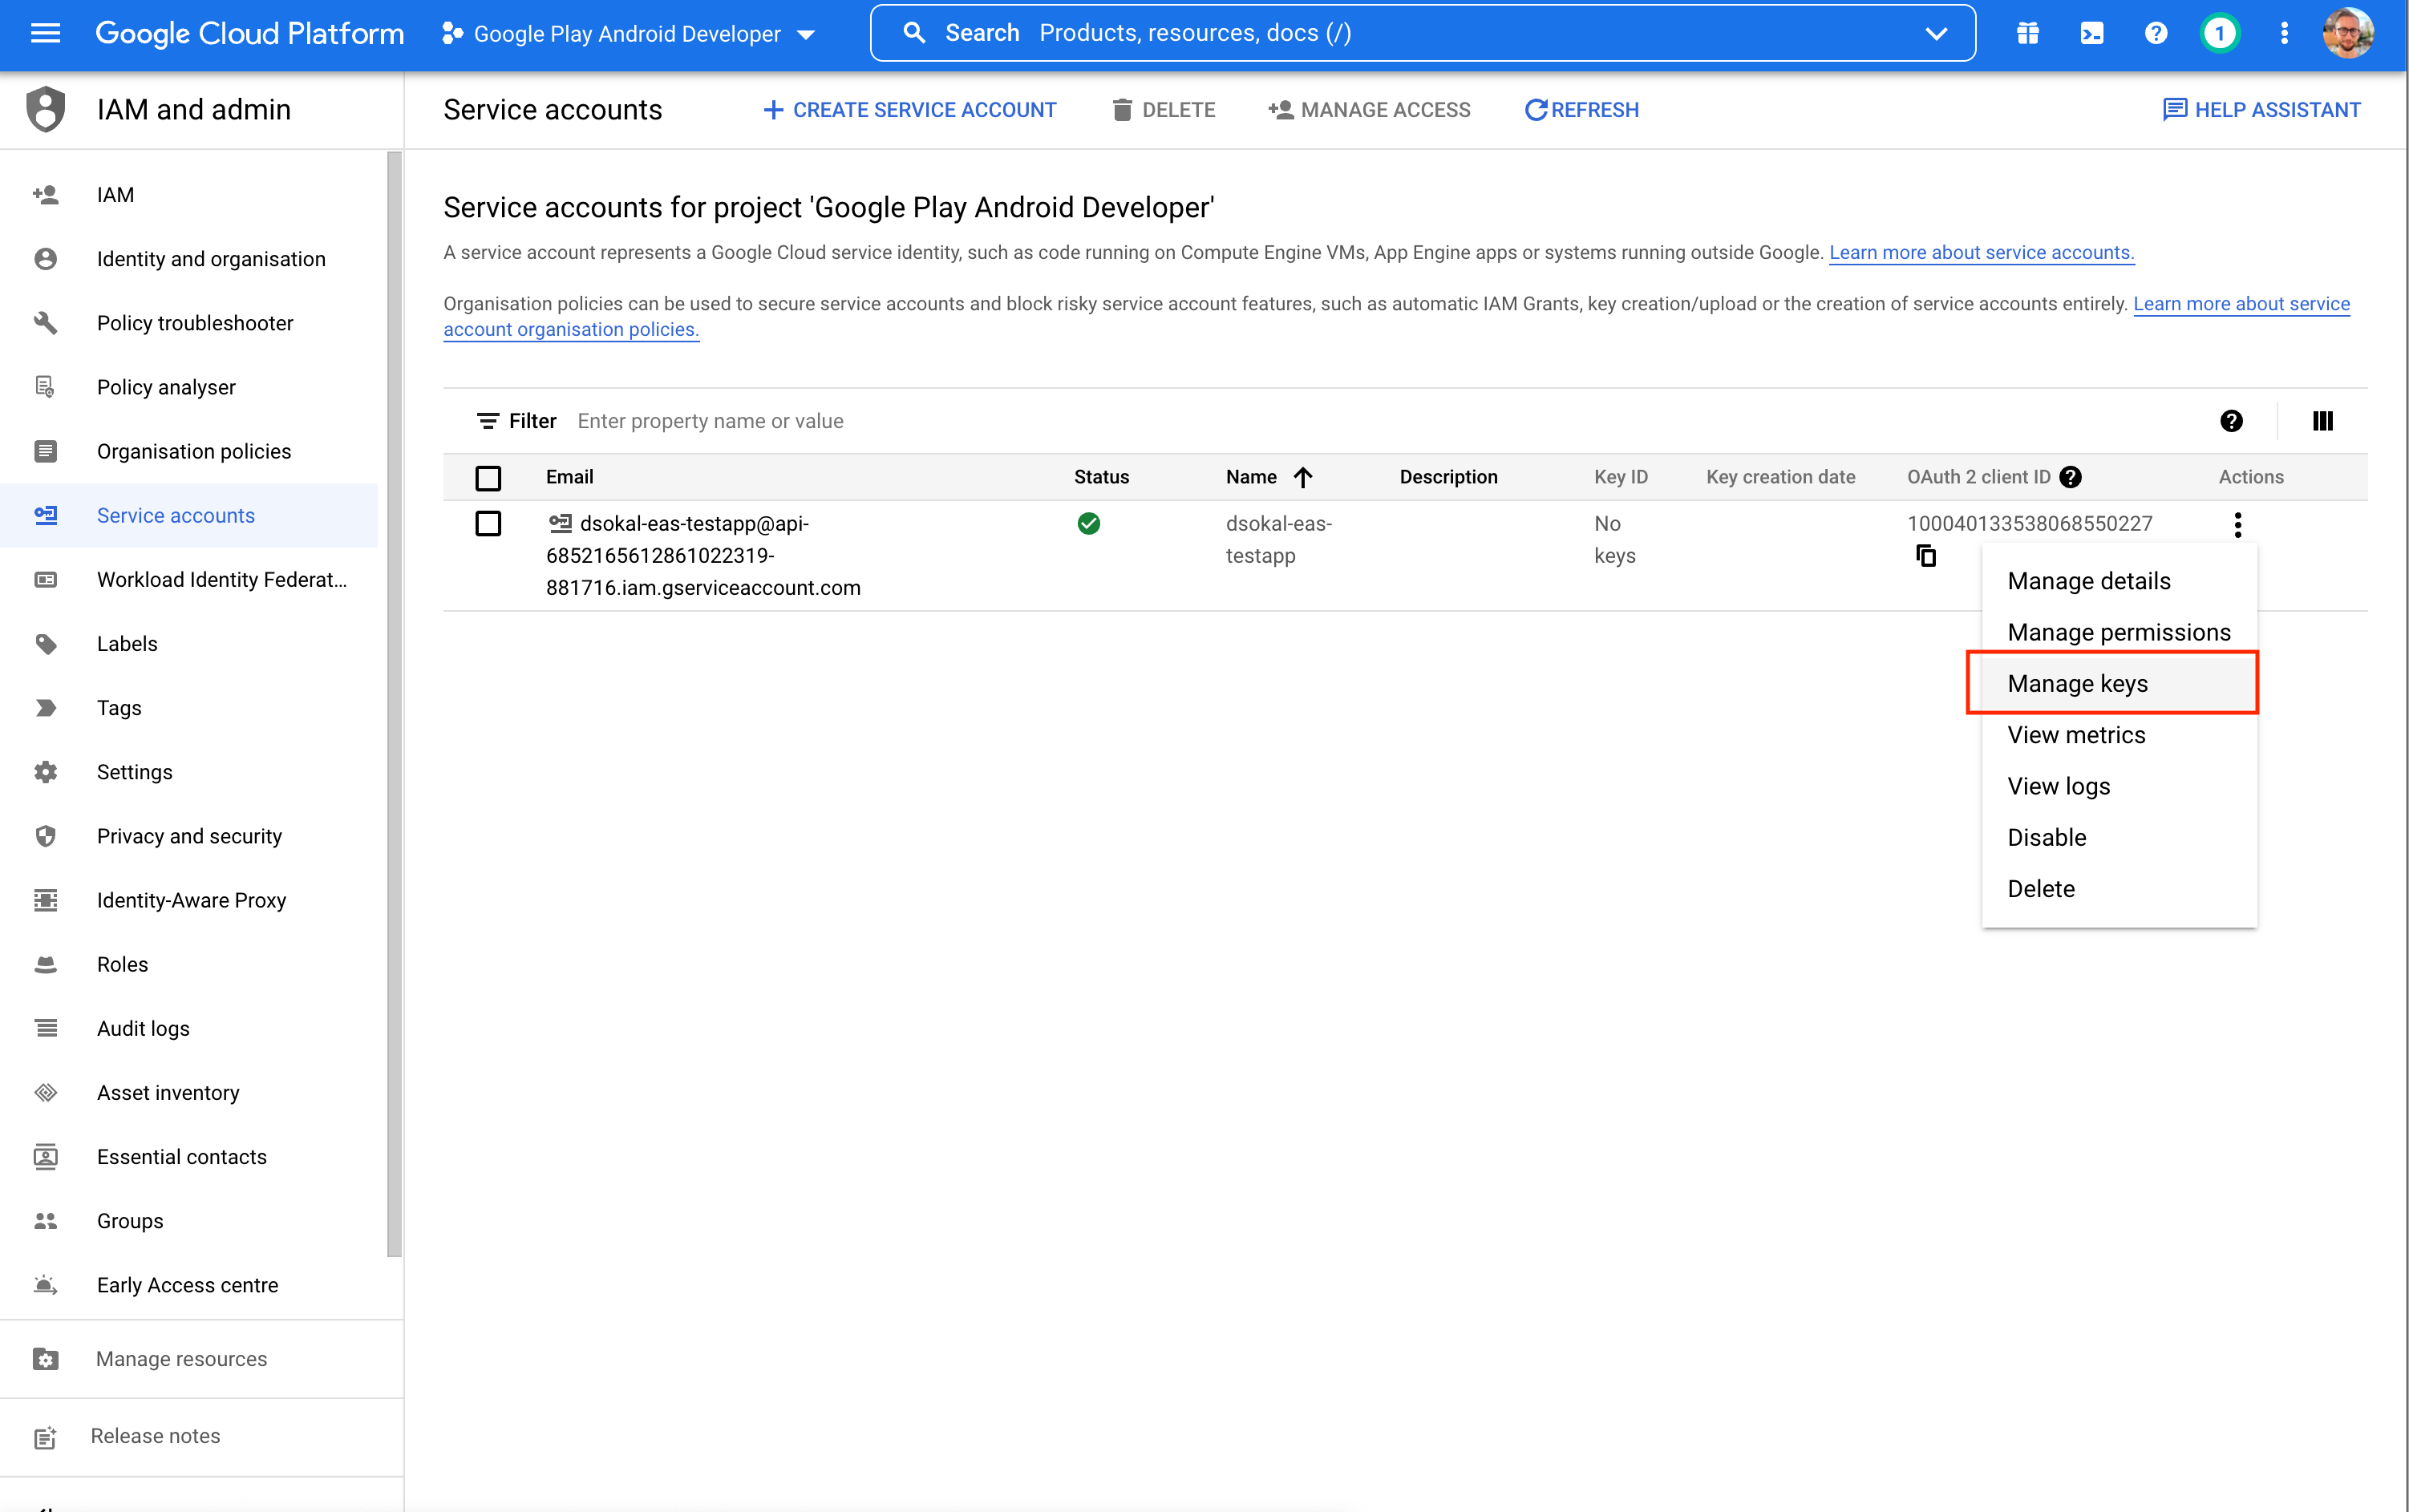 Google Cloud Platform
Google Play Android Developer
Search Products, resources, docs (/)
1
IAM and admin
Service accounts
CREATE SERVICE ACCOUNT
DELETE
MANAGE ACCESS
REFRESH
HELP ASSISTANT
IAM
Identity and organisation
Policy troubleshooter
Policy analyser
Organisation policies
Service accounts
Workload Identity Federat...
Labels
Tags
Settings
Privacy and security
Identity-Aware Proxy
Roles
Audit logs
Asset inventory
Essential contacts
Groups
Early Access centre
Manage resources
Release notes
Service accounts for project 'Google Play Android Developer'
A service account represents a Google Cloud service identity, such as code running on Compute Engine VMs, App Engine apps or systems running outside Google. Learn more about service accounts.
Organisation policies can be used to secure service accounts and block risky service account features, such as automatic IAM Grants, key creation/upload or the creation of service accounts entirely. Learn more about service
account organisation policies.
Filter Enter property name or value
Email Status Name Description Key ID Key creation date OAuth 2 client ID Actions
dsokal-eas-testapp@api- dsokal-eas- No 100040133538068550227
6852165612861022319- testapp keys
881716.iam.gserviceaccount.com
Manage details
Manage permissions
Manage keys
View metrics
View logs
Disable
Delete